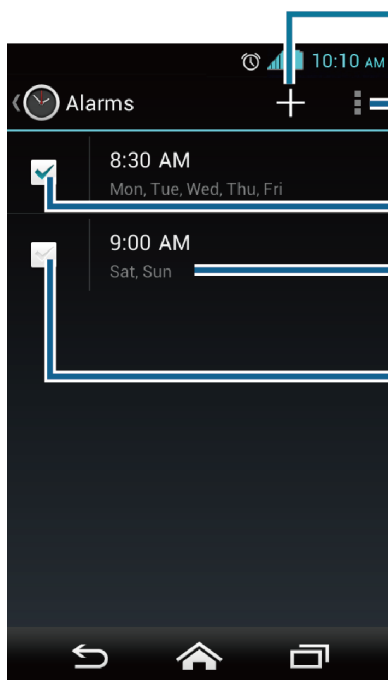 10:10 AM
Alarms
8:30 AM
Mon, Tue, Wed, Thu, Fri
9:00 AM
Sat, Sun